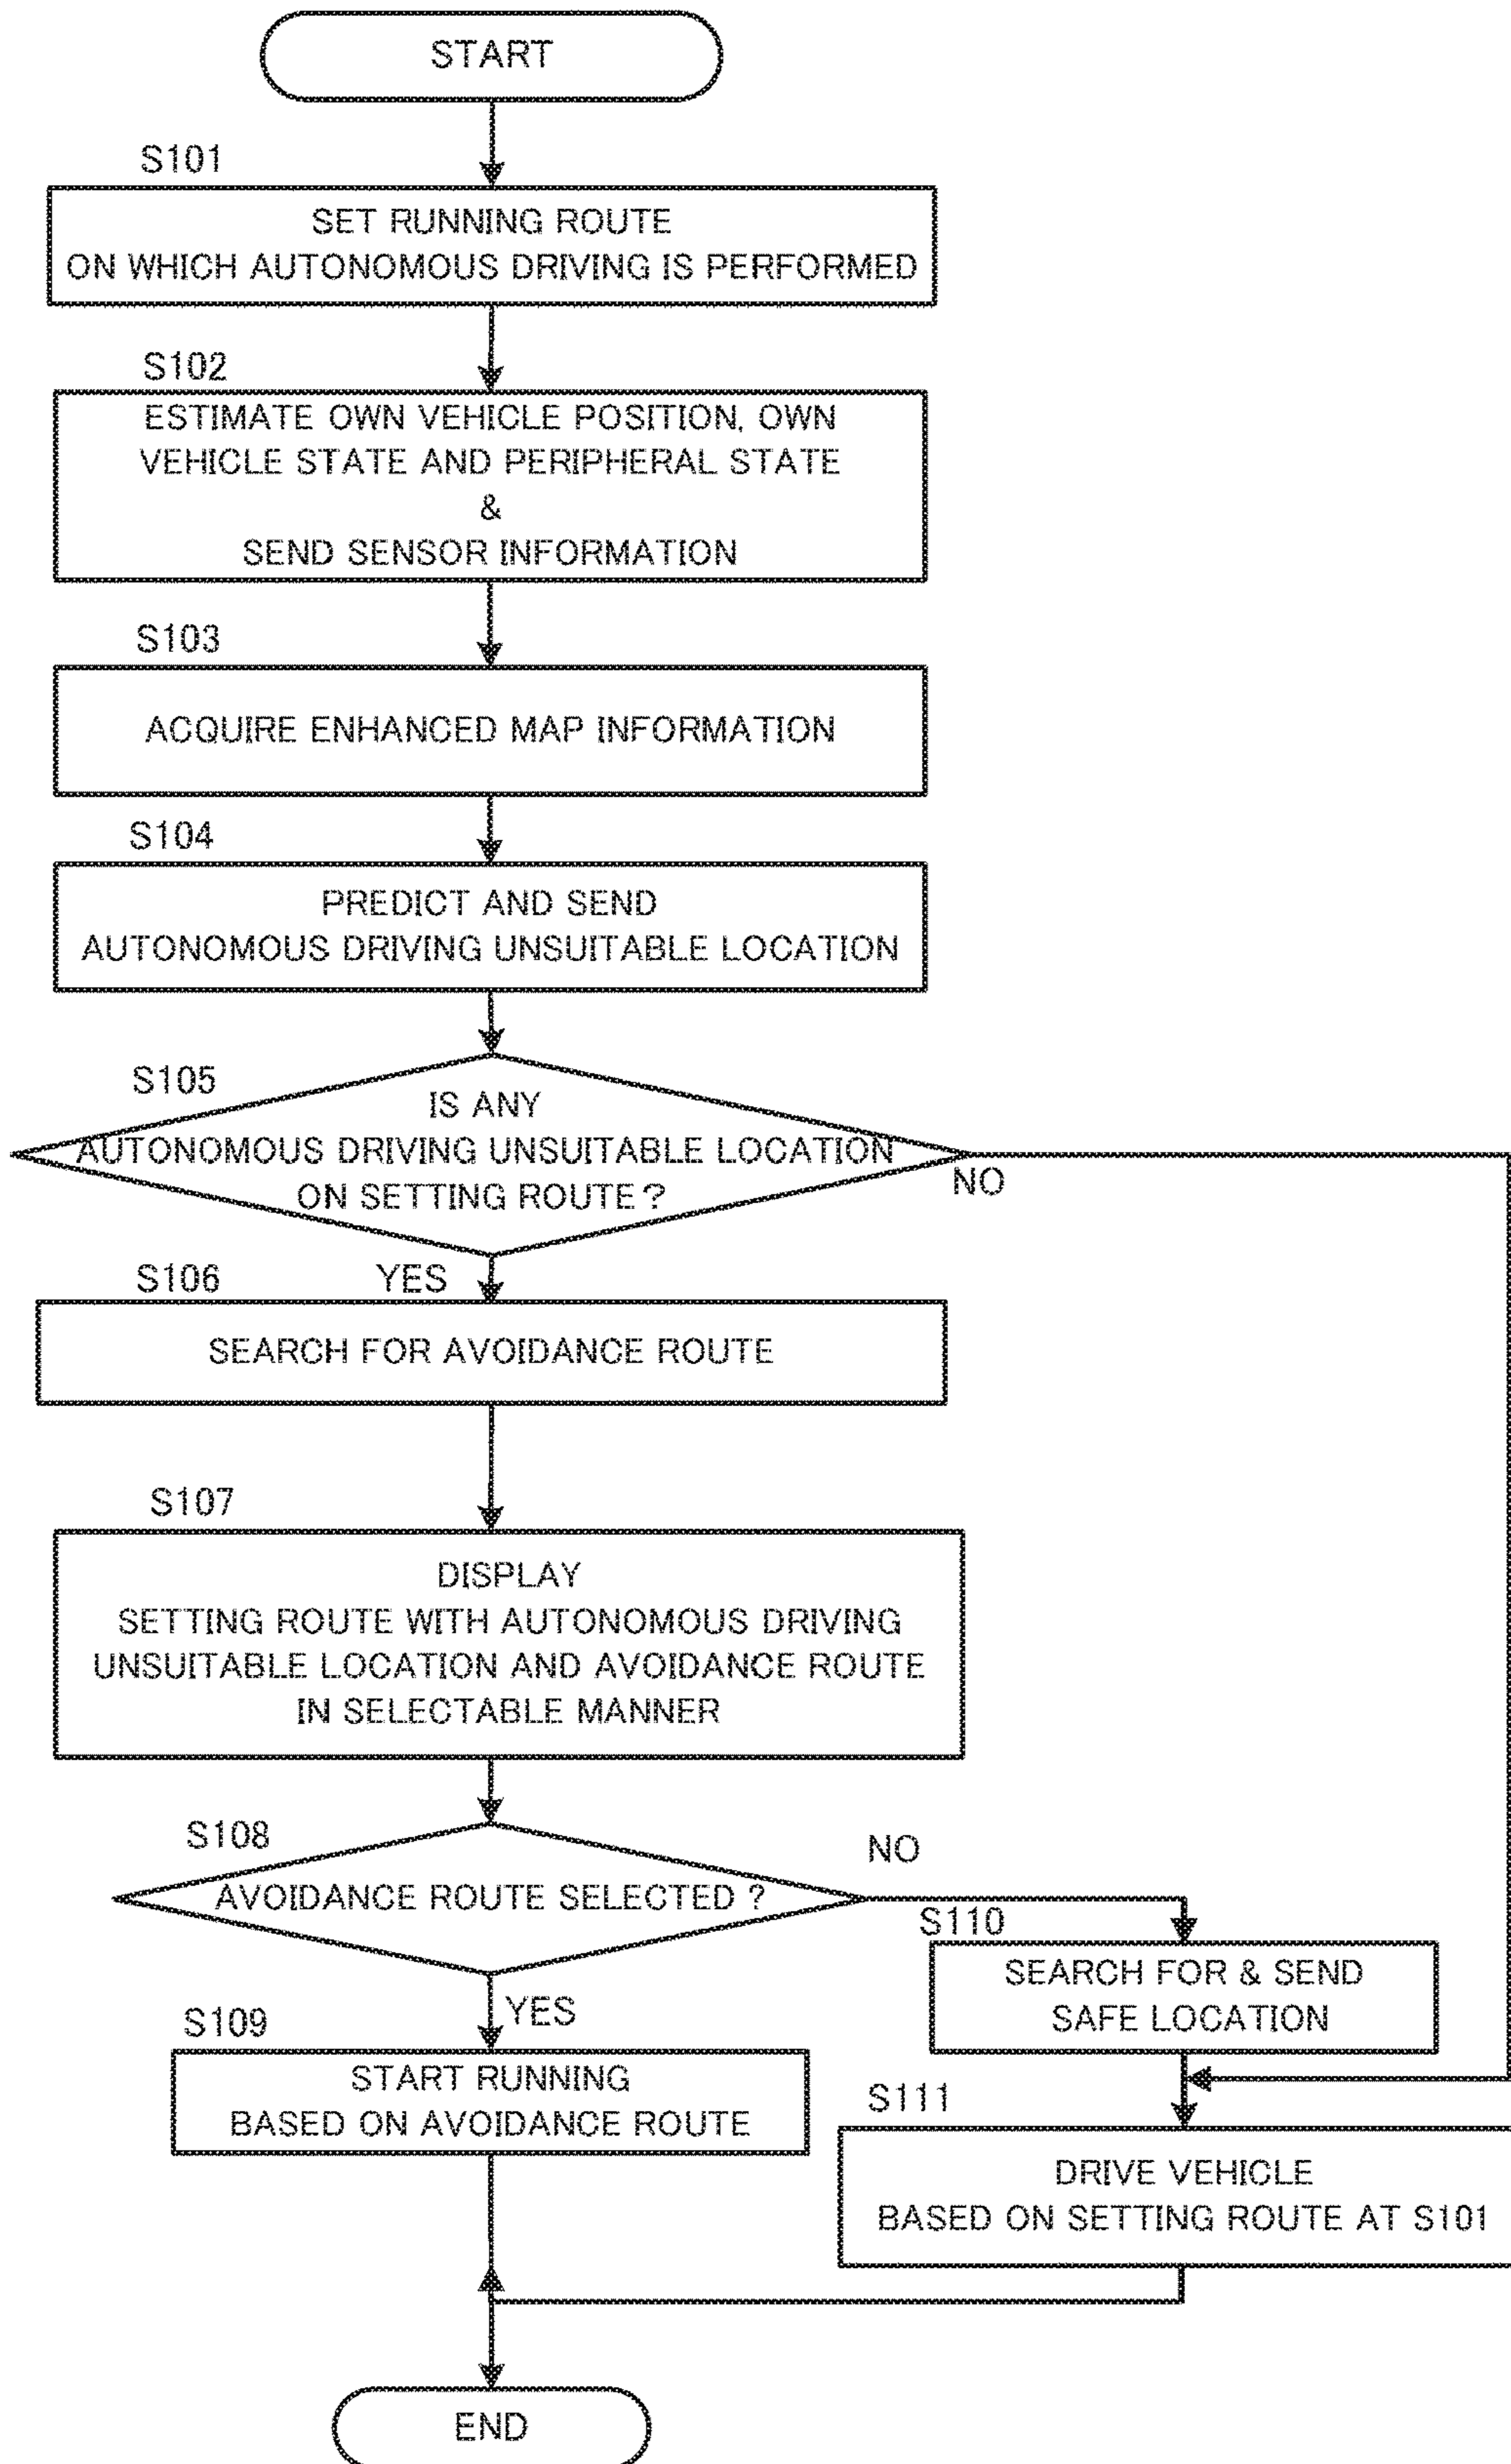 START
S101
SET RUNNING ROUTE
ON WHICH AUTONOMOUS DRIVING IS PERFORMED
S102
ESTIMATE OWN VEHICLE POSITION, OWN
VEHICLE STATE AND PERIPHERAL STATE
&
SEND SENSOR INFORMATION
S103
ACQUIRE ENHANCED MAP INFORMATION
S104
PREDICT AND SEND
AUTONOMOUS DRIVING UNSUITABLE LOCATION
S105
IS ANY
AUTONOMOUS DRIVING UNSUITABLE LOCATION
ON SETTING ROUTE?
NO
YES
S106
SEARCH FOR AVOIDANCE ROUTE
S107
DISPLAY
SETTING ROUTE WITH AUTONOMOUS DRIVING
UNSUITABLE LOCATION AND AVOIDANCE ROUTE
IN SELECTABLE MANNER
S108
AVOIDANCE ROUTE SELECTED?
NO
YES
S109
START RUNNING
BASED ON AVOIDANCE ROUTE
S110
SEARCH FOR & SEND
SAFE LOCATION
S111
DRIVE VEHICLE
BASED ON SETTING ROUTE AT S101
END